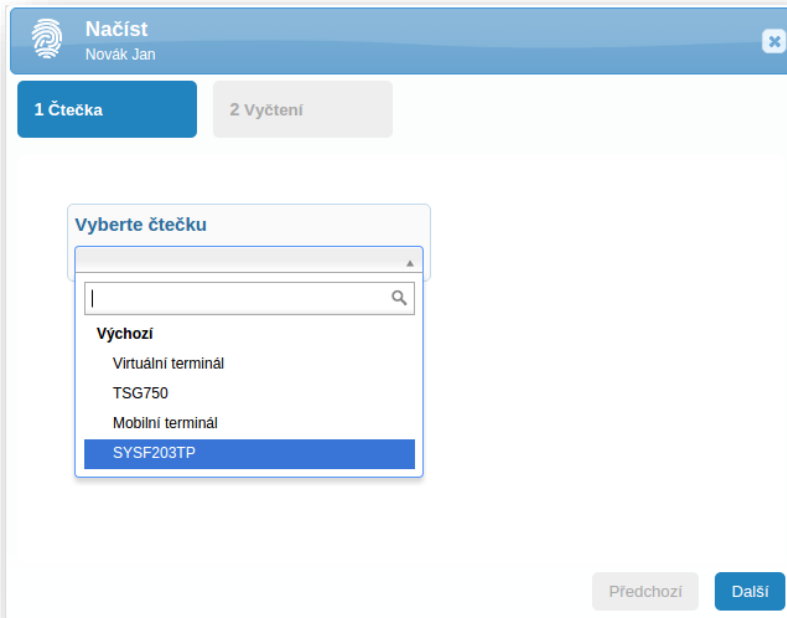 Načíst
Novák Jan
1 Čtečka
2 Vyčtení
Vyberte čtečku
Výchozí
Virtuální terminál
TSG750
Mobilní terminál
SYSF203TP
Předchozí
Další